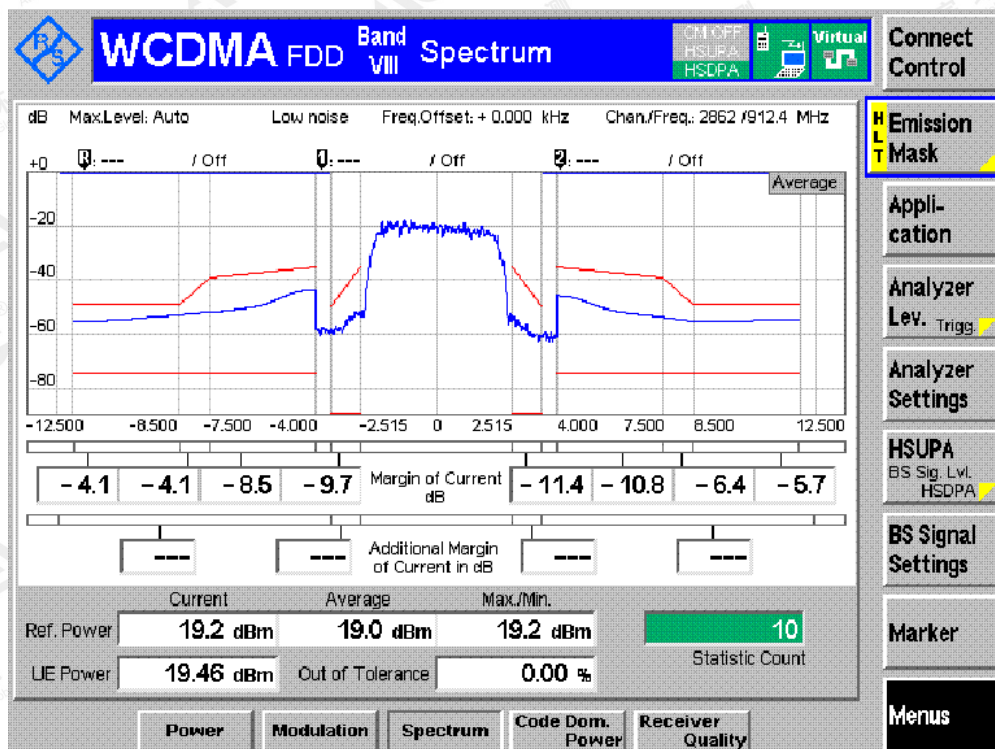 R&S
WCDMA FDD Band VIII Spectrum
CM OFF
HSUPA
HSDPA
Virtual
Connect Control
dB Max.Level: Auto Low noise Freq.Offset: + 0.000 kHz Chan./Freq.: 2862 /912.4 MHz
HLT
Emission Mask
+0 R: --- / Off 1: --- / Off 2: --- / Off
Average
Appli-
cation
-20
-40
-60
-80
Analyzer
Lev. Trigg.
Analyzer
Settings
-12.500 -8.500 -7.500 -4.000 -2.515 0 2.515 4.000 7.500 8.500 12.500
HSUPA
BS Sig. Lvl.
HSDPA
- 4.1 - 4.1 - 8.5 - 9.7 Margin of Current dB - 11.4 - 10.8 - 6.4 - 5.7
BS Signal
Settings
--- --- Additional Margin of Current in dB --- ---
Current Average Max./Min.
Ref. Power 19.2 dBm 19.0 dBm 19.2 dBm 10
Statistic Count
Marker
UE Power 19.46 dBm Out of Tolerance 0.00 %
Menus
Power Modulation Spectrum Code Dom. Power Receiver Quality